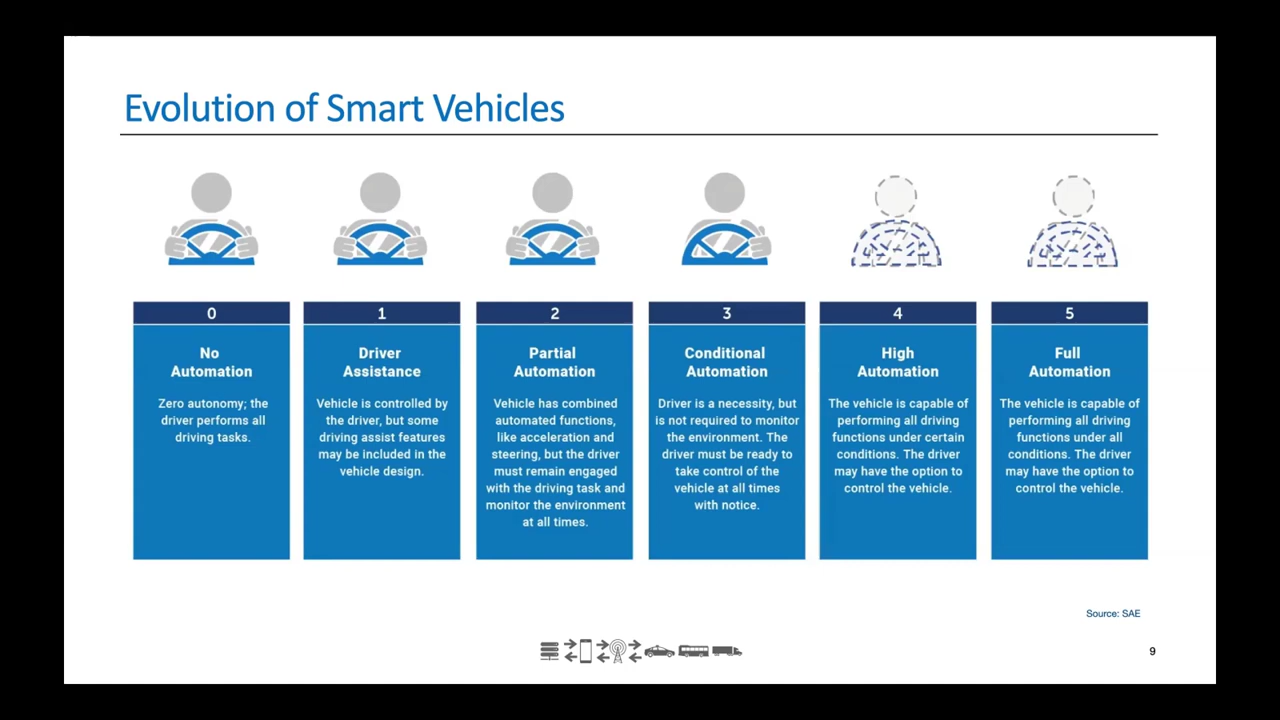 Evolution of Smart Vehicles
0
No
Automation
Zero autonomy; the
driver performs all
driving tasks.
1
Driver
Assistance
Vehicle is controlled by
the driver, but some
driving assist features
may be included in the
vehicle design.
2
Partial
Automation
Vehicle has combined
automated functions,
like acceleration and
steering, but the driver
must remain engaged
with the driving task and
monitor the environment
at all times.
3
Conditional
Automation
Driver is a necessity, but
is not required to monitor
the environment. The
driver must be ready to
take control of the
vehicle at all times
with notice.
4
High
Automation
The vehicle is capable of
performing all driving
functions under certain
conditions. The driver
may have the option to
control the vehicle.
5
Full
Automation
The vehicle is capable of
performing all driving
functions under all
conditions. The driver
may have the option to
control the vehicle.
Source: SAE
9